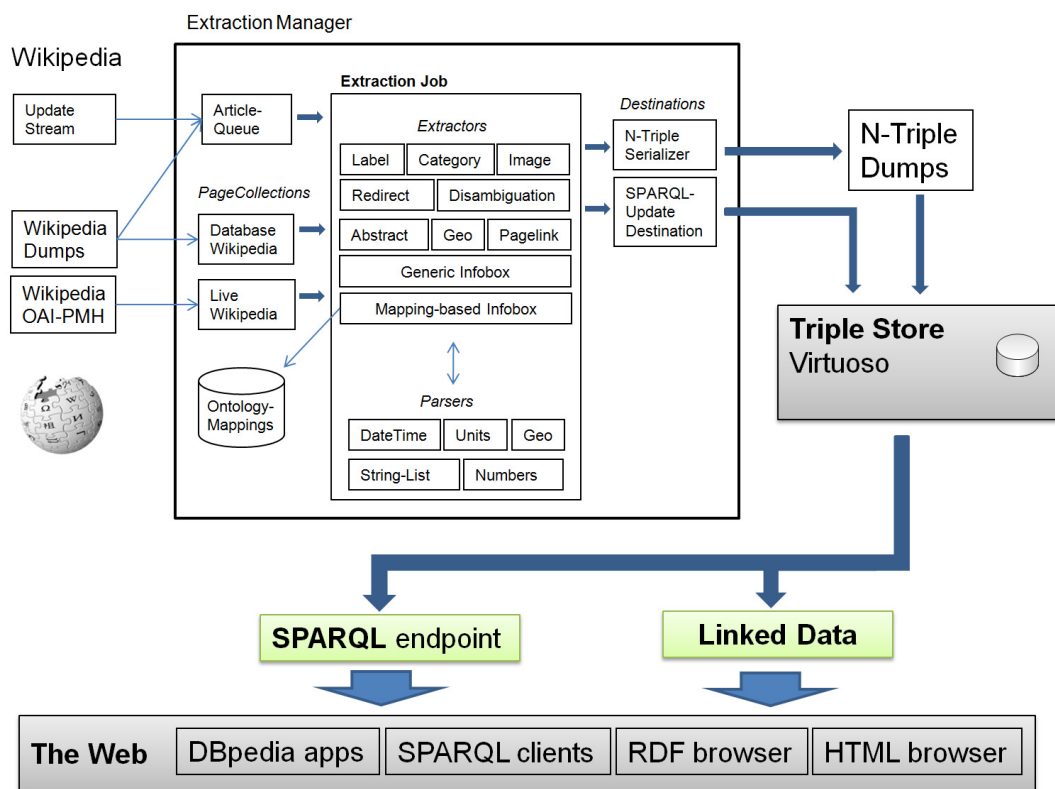 Extraction Manager
Wikipedia
Update
Stream
Wikipedia
Dumps
Wikipedia
OAI-PMH
Article-
Queue
PageCollections
Database
Wikipedia
Live
Wikipedia
Ontology-
Mappings
Extraction Job
Extractors
Label
Category
Image
Redirect
Disambiguation
Abstract
Geo
Pagelink
Generic Infobox
Mapping-based Infobox
Parsers
DateTime
Units
Geo
String-List
Numbers
Destinations
N-Triple
Serializer
SPARQL-
Update
Destination
N-Triple
Dumps
Triple Store
Virtuoso
SPARQL endpoint
Linked Data
The Web
DBpedia apps
SPARQL clients
RDF browser
HTML browser